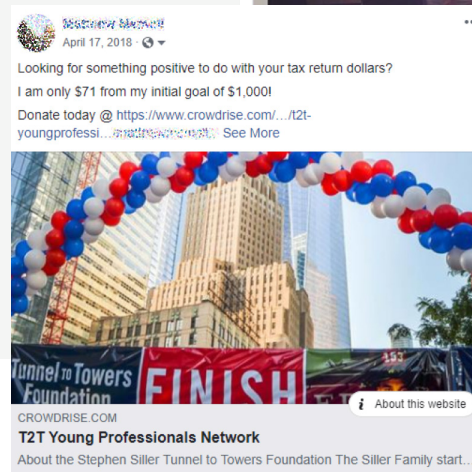 April 17, 2018 ·
Looking for something positive to do with your tax return dollars?
I am only $71 from my initial goal of $1,000!
Donate today @ https://www.crowdrise.com/.../t2t-
youngprofessi... See More
Tunnel to Towers
Foundation
FINISH
153
i About this website
CROWDRISE.COM
T2T Young Professionals Network
About the Stephen Siller Tunnel to Towers Foundation The Siller Family start...